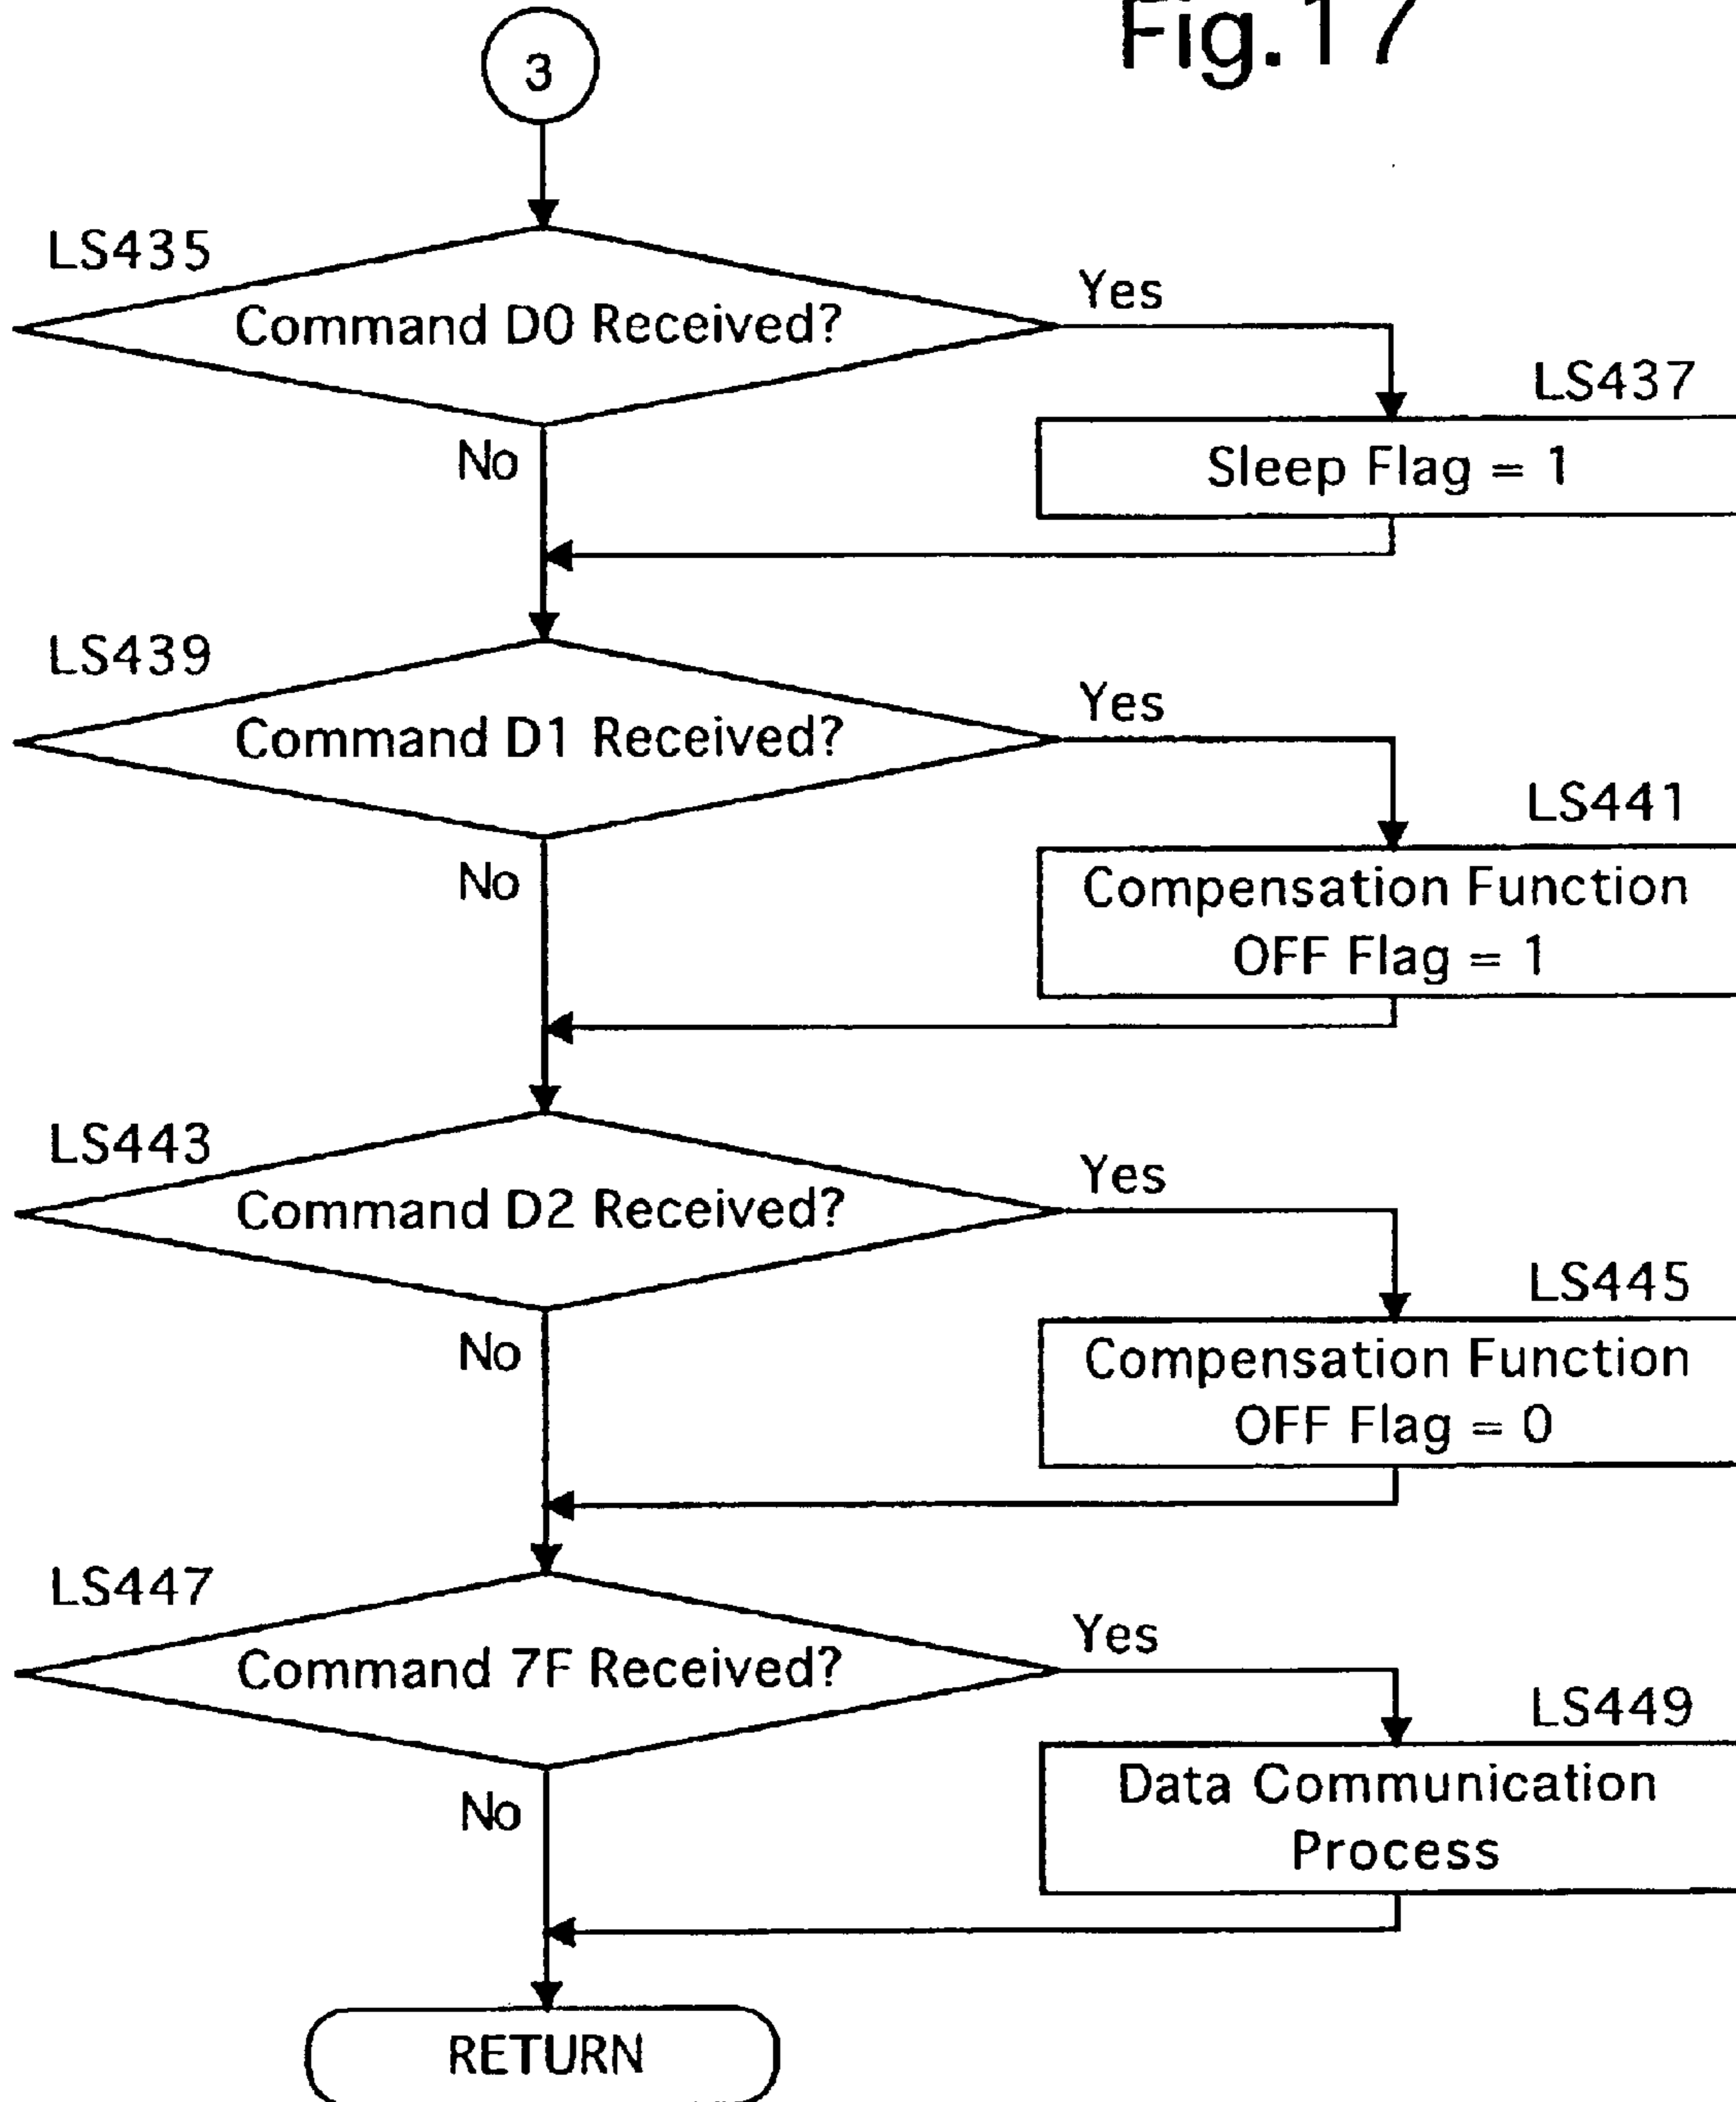 Fig.17
3
LS435
Command D0 Received?
Yes
No
LS437
Sleep Flag = 1
LS439
Command D1 Received?
Yes
No
LS441
Compensation Function
OFF Flag = 1
LS443
Command D2 Received?
Yes
No
LS445
Compensation Function
OFF Flag = 0
LS447
Command 7F Received?
Yes
No
LS449
Data Communication
Process
RETURN